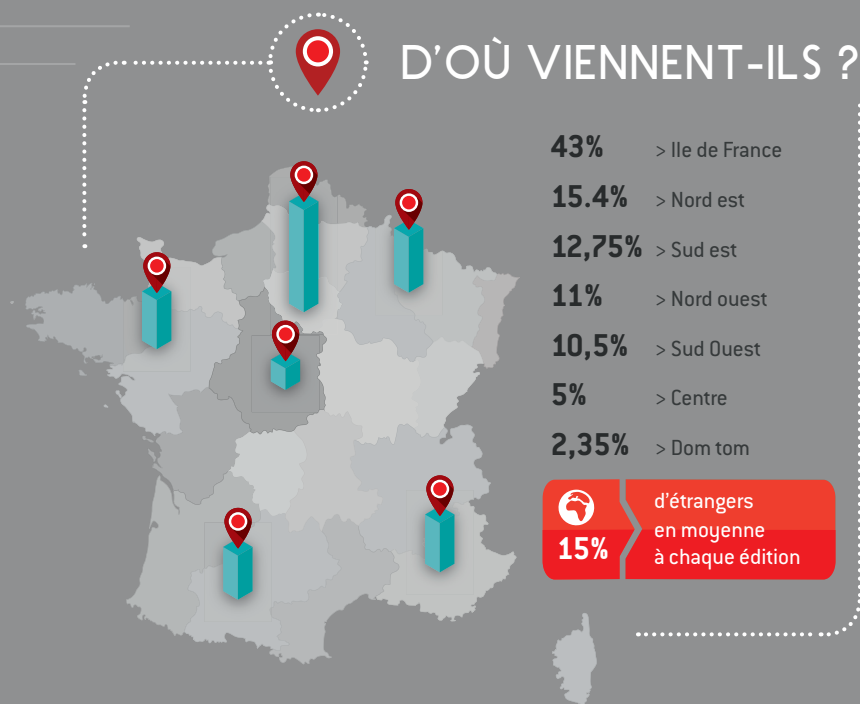 D'OÙ VIENNENT-ILS ?
43% > Ile de France
15.4% > Nord est
12,75% > Sud est
11% > Nord ouest
10,5% > Sud Ouest
5% > Centre
2,35% > Dom tom
15%
d'étrangers
en moyenne
à chaque édition